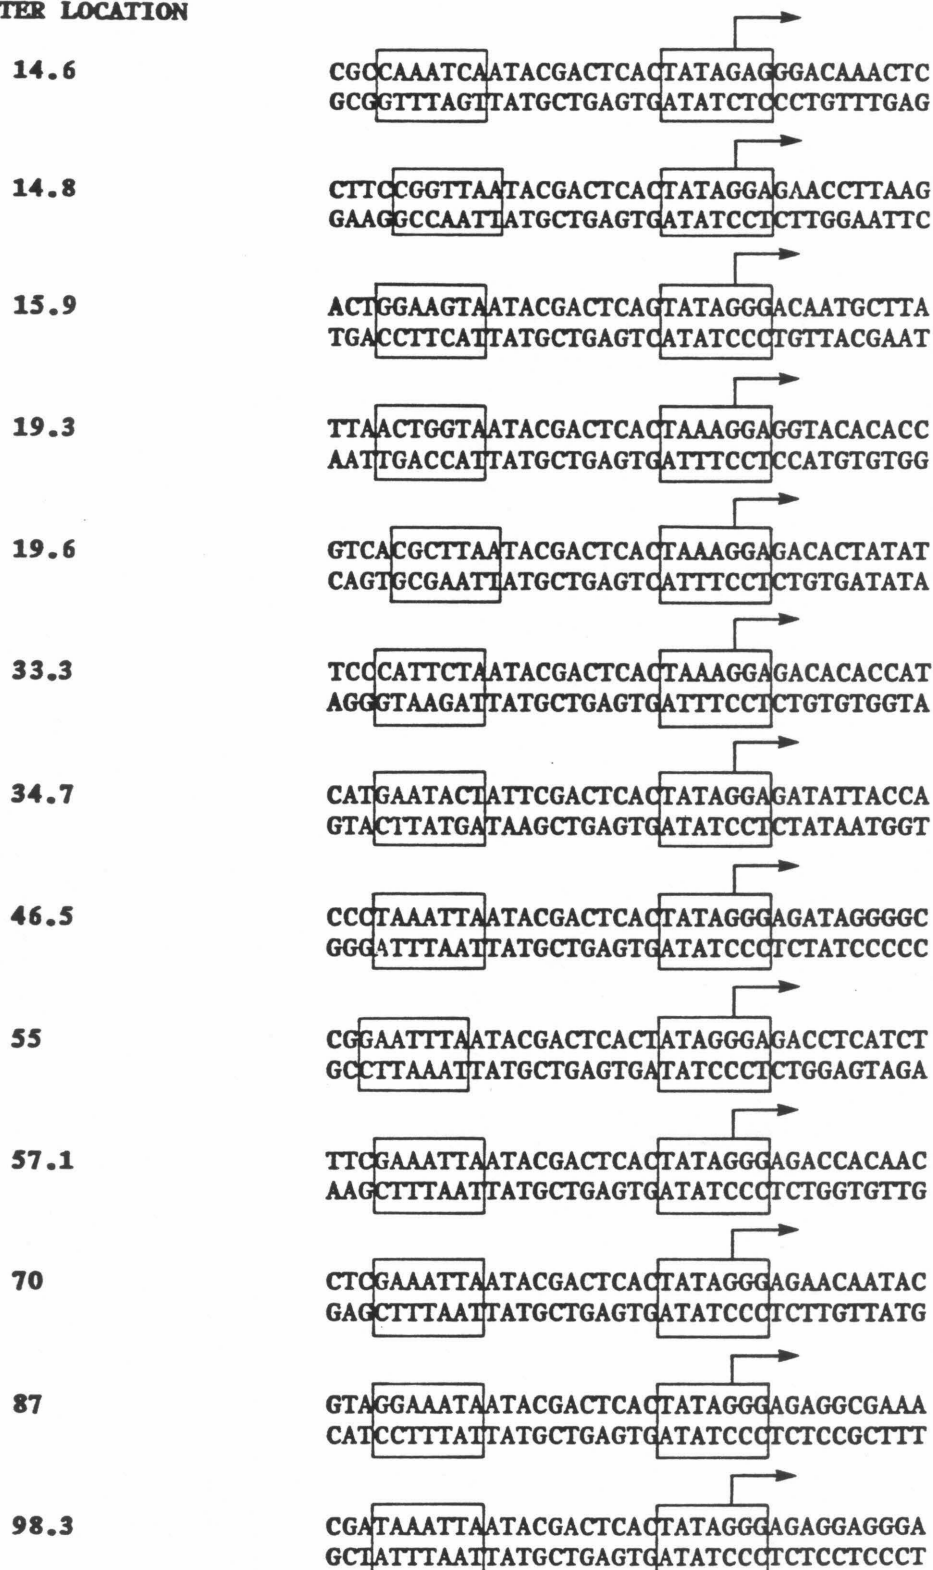 TER LOCATION
14.6 CGCCAAATCAATACGACTCACTATAGAGGGACAAACTC
GCGGTTTAGTTATGCTGAGTGATATCTCCCTGTTTGAG
14.8 CTTCCGGTTAATACGACTCACTATAGGAGAACCTTAAG
GAAGGCCAATTATGCTGAGTGATATCCTCTTGGAATTC
15.9 ACTGGAAGTAATACGACTCAGTATAGGGACAATGCTTA
TGACCTTCATTATGCTGAGTCATATCCCTGTTACGAAT
19.3 TTAACTGGTAATACGACTCACTAAAGGAGGTACACACC
AATTGACCATTATGCTGAGTGATTTCCTCCATGTGTGG
19.6 GTCACGCTTAATACGACTCACTAAAGGAGACACTATAT
CAGTGCGAATTATGCTGAGTCATTTCCTCTGTGATATA
33.3 TCCCATTCTAATACGACTCACTAAAGGAGACACACCAT
AGGGTAAGATTATGCTGAGTGATTTCCTCTGTGTGGTA
34.7 CATGAATACTATTCGACTCACTATAGGAGATATTACCA
GTACTTATGATAAGCTGAGTGATATCCTCTATAATGGT
46.5 CCCTAAATTAATACGACTCACTATAGGGAGATAGGGGC
GGGATTTAATTATGCTGAGTGATATCCCTCTATCCCCC
55 CGGAATTTAATACGACTCACTATAGGGAGACCTCATCT
GCCTTAAATTATGCTGAGTGATATCCCTCTGGAGTAGA
57.1 TTCGAAATTAATACGACTCACTATAGGGAGACCACAAC
AAGCTTTAATTATGCTGAGTGATATCCCTCTGGTGTTG
70 CTCGAAATTAATACGACTCACTATAGGGAGAACAATAC
GAGCTTTAATTATGCTGAGTGATATCCCTCTTGTTATG
87 GTAGGAAATAATACGACTCACTATAGGGAGAGGCGAAA
CATCCTTTATTATGCTGAGTGATATCCCTCTCCGCTTT
98.3 CGATAAATTAATACGACTCACTATAGGGAGAGGAGGGA
GCTATTTAATTATGCTGAGTGATATCCCTCTCCTCCCT